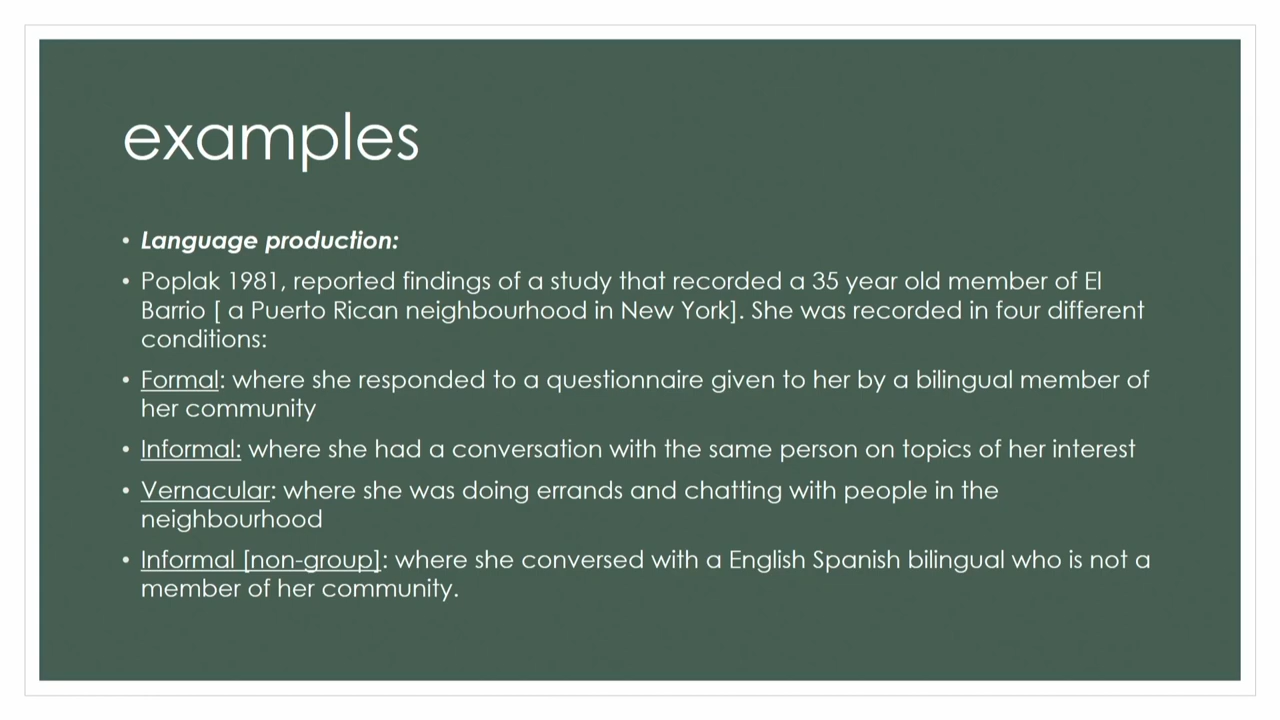 examples
• Language production:
• Poplak 1981, reported findings of a study that recorded a 35 year old member of El
Barrio [ a Puerto Rican neighbourhood in New York]. She was recorded in four different
conditions:
• Formal: where she responded to a questionnaire given to her by a bilingual member of
her community
• Informal: where she had a conversation with the same person on topics of her interest
• Vernacular: where she was doing errands and chatting with people in the
neighbourhood
• Informal [non-group]: where she conversed with a English Spanish bilingual who is not a
member of her community.